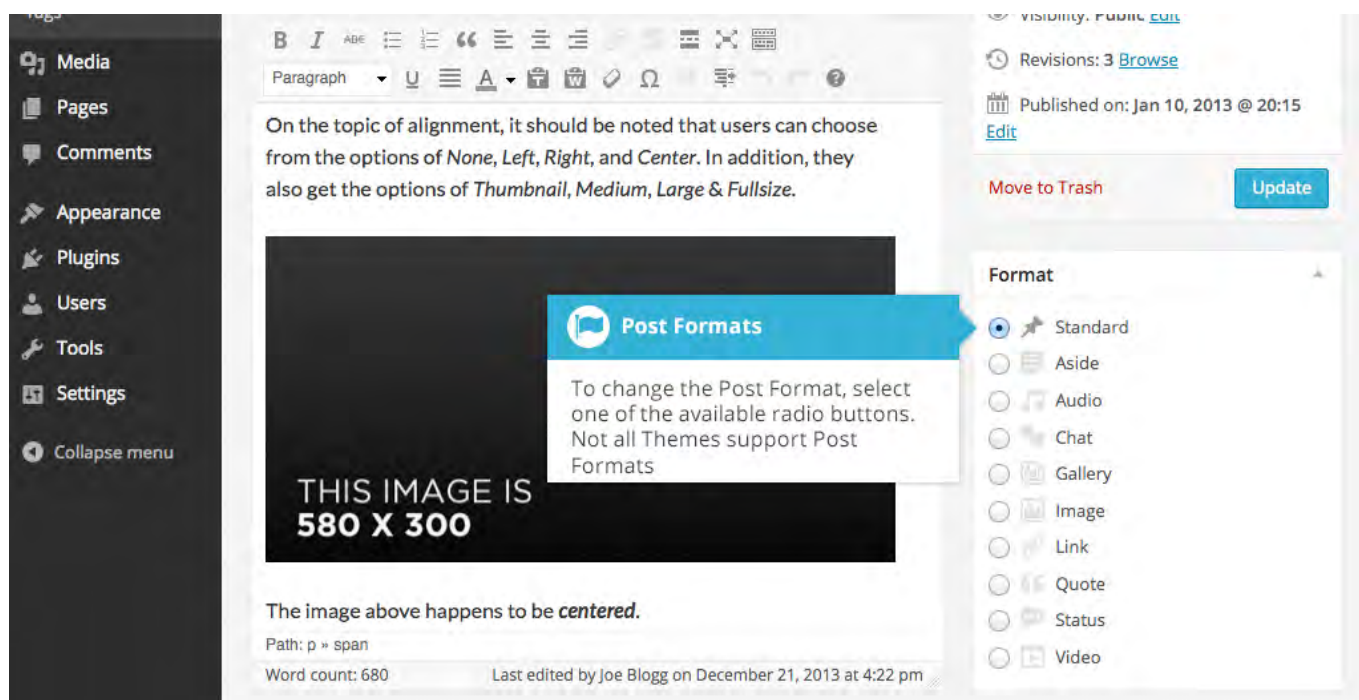 Tags
Media
Pages
Comments
Appearance
Plugins
Users
Tools
Settings
Collapse menu
B I ABE
Paragraph U A T W Ω ?
On the topic of alignment, it should be noted that users can choose
from the options of None, Left, Right, and Center. In addition, they
also get the options of Thumbnail, Medium, Large & Fullsize.
THIS IMAGE IS
580 X 300
Post Formats
To change the Post Format, select
one of the available radio buttons.
Not all Themes support Post
Formats
The image above happens to be centered.
Path: p » span
Word count: 680 Last edited by Joe Blogg on December 21, 2013 at 4:22 pm
Visibility: Public Edit
Revisions: 3 Browse
Published on: Jan 10, 2013 @ 20:15
Edit
Move to Trash Update
Format
Standard
Aside
Audio
Chat
Gallery
Image
Link
Quote
Status
Video